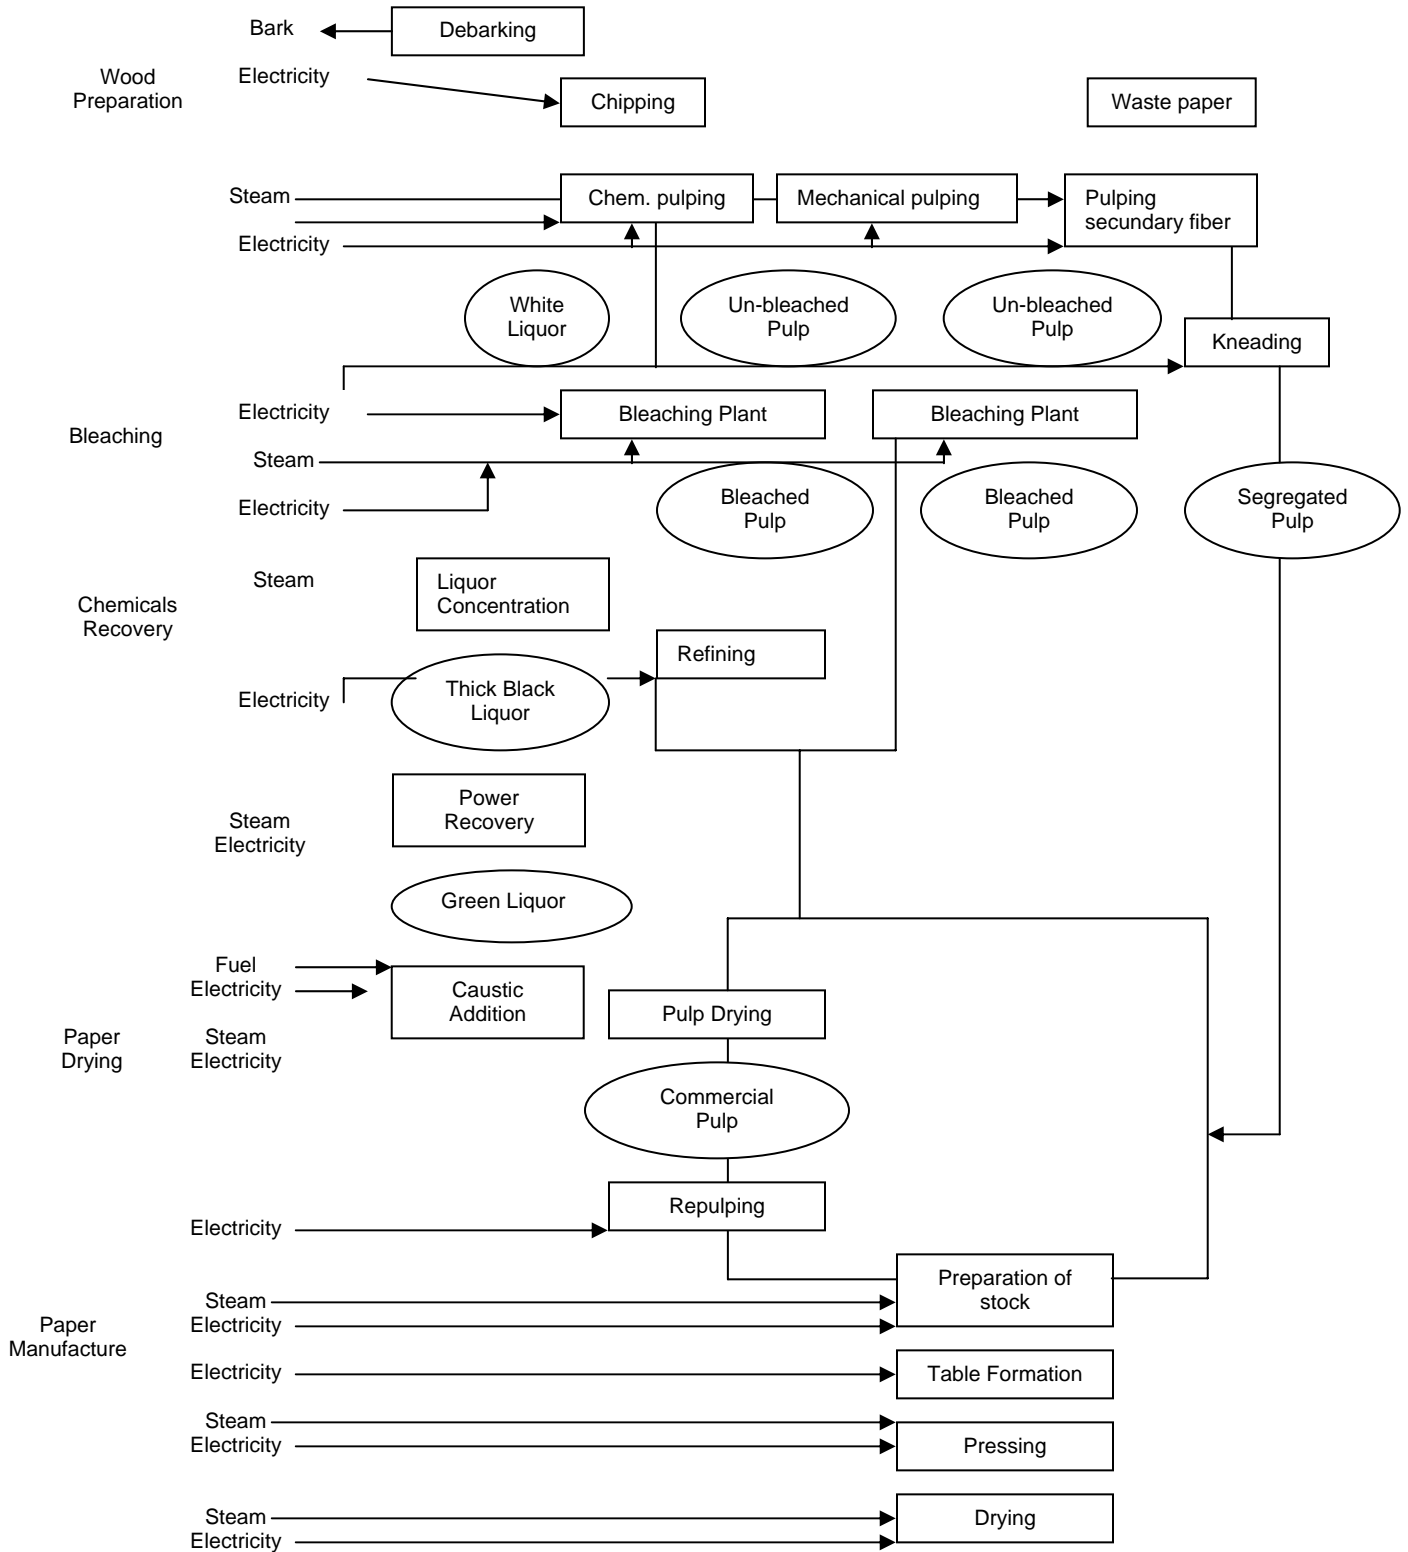 Bark
Debarking
Wood
Preparation
Electricity
Chipping
Waste paper
Steam
Chem. pulping
Mechanical pulping
Pulping
secundary fiber
Electricity
White
Liquor
Un-bleached
Pulp
Un-bleached
Pulp
Kneading
Electricity
Bleaching Plant
Bleaching Plant
Bleaching
Steam
Electricity
Bleached
Pulp
Bleached
Pulp
Segregated
Pulp
Steam
Liquor
Concentration
Chemicals
Recovery
Refining
Electricity
Thick Black
Liquor
Power
Recovery
Steam
Electricity
Green Liquor
Fuel
Electricity
Caustic
Addition
Pulp Drying
Paper
Drying
Steam
Electricity
Commercial
Pulp
Repulping
Electricity
Preparation of
stock
Steam
Electricity
Paper
Manufacture
Electricity
Table Formation
Steam
Electricity
Pressing
Steam
Electricity
Drying